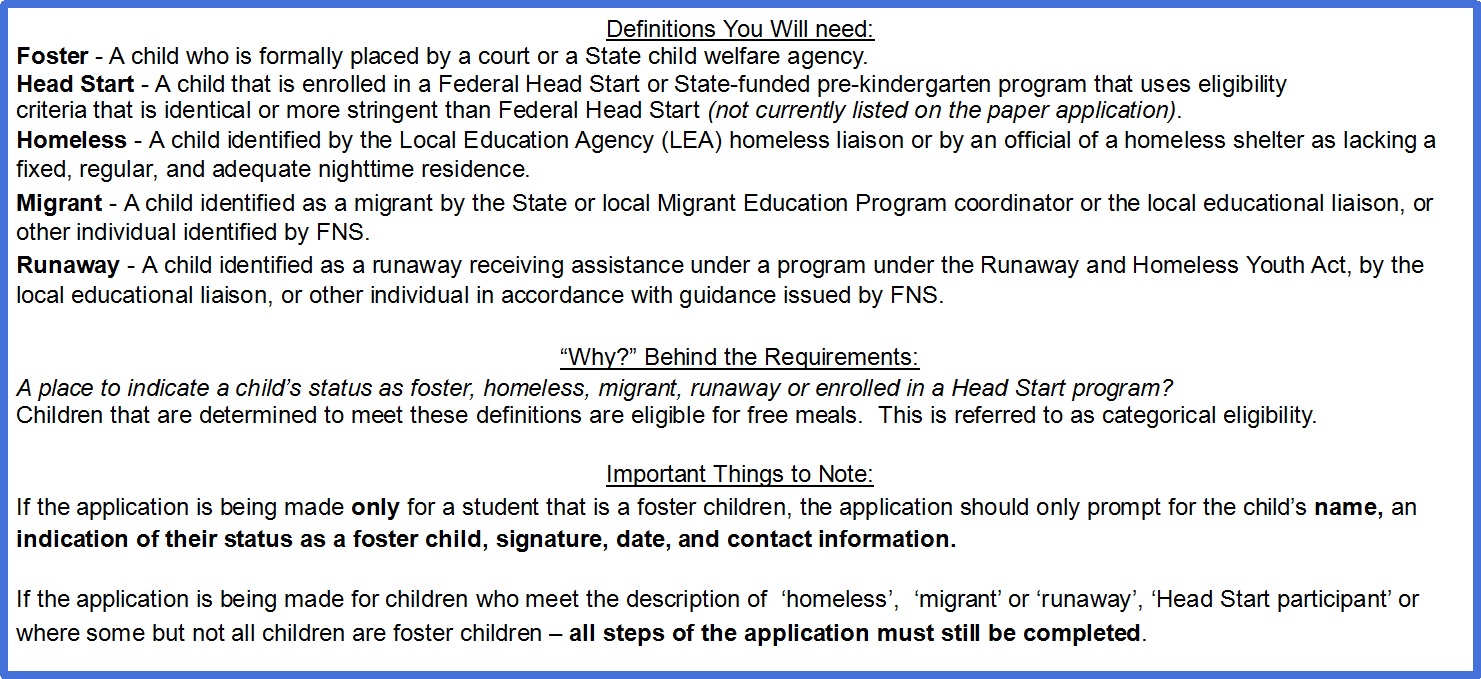 Definitions You Will need:
Foster - A child who is formally placed by a court or a State child welfare agency.
Head Start - A child that is enrolled in a Federal Head Start or State-funded pre-kindergarten program that uses eligibility
criteria that is identical or more stringent than Federal Head Start (not currently listed on the paper application).
Homeless - A child identified by the Local Education Agency (LEA) homeless liaison or by an official of a homeless shelter as lacking a
fixed, regular, and adequate nighttime residence.
Migrant - A child identified as a migrant by the State or local Migrant Education Program coordinator or the local educational liaison, or
other individual identified by FNS.
Runaway - A child identified as a runaway receiving assistance under a program under the Runaway and Homeless Youth Act, by the
local educational liaison, or other individual in accordance with guidance issued by FNS.
“Why?” Behind the Requirements:
A place to indicate a child’s status as foster, homeless, migrant, runaway or enrolled in a Head Start program?
Children that are determined to meet these definitions are eligible for free meals.  This is referred to as categorical eligibility.
Important Things to Note:
If the application is being made only for a student that is a foster children, the application should only prompt for the child’s name, an
indication of their status as a foster child, signature, date, and contact information.
If the application is being made for children who meet the description of  ‘homeless’,  ‘migrant’ or ‘runaway’, ‘Head Start participant’ or
where some but not all children are foster children – all steps of the application must still be completed.